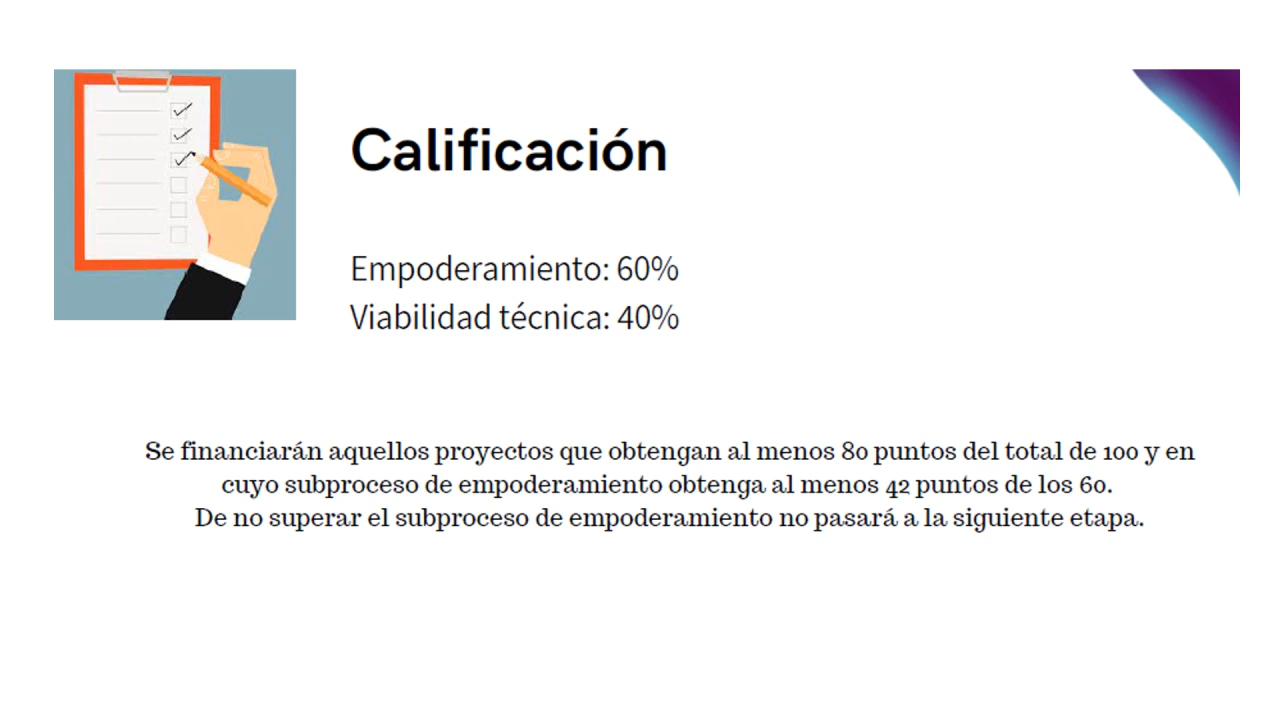 Calificación
Empoderamiento: 60%
Viabilidad técnica: 40%
Se financiarán aquellos proyectos que obtengan al menos 80 puntos del total de 100 y en
cuyo subproceso de empoderamiento obtenga al menos 42 puntos de los 60.
De no superar el subproceso de empoderamiento no pasará a la siguiente etapa.